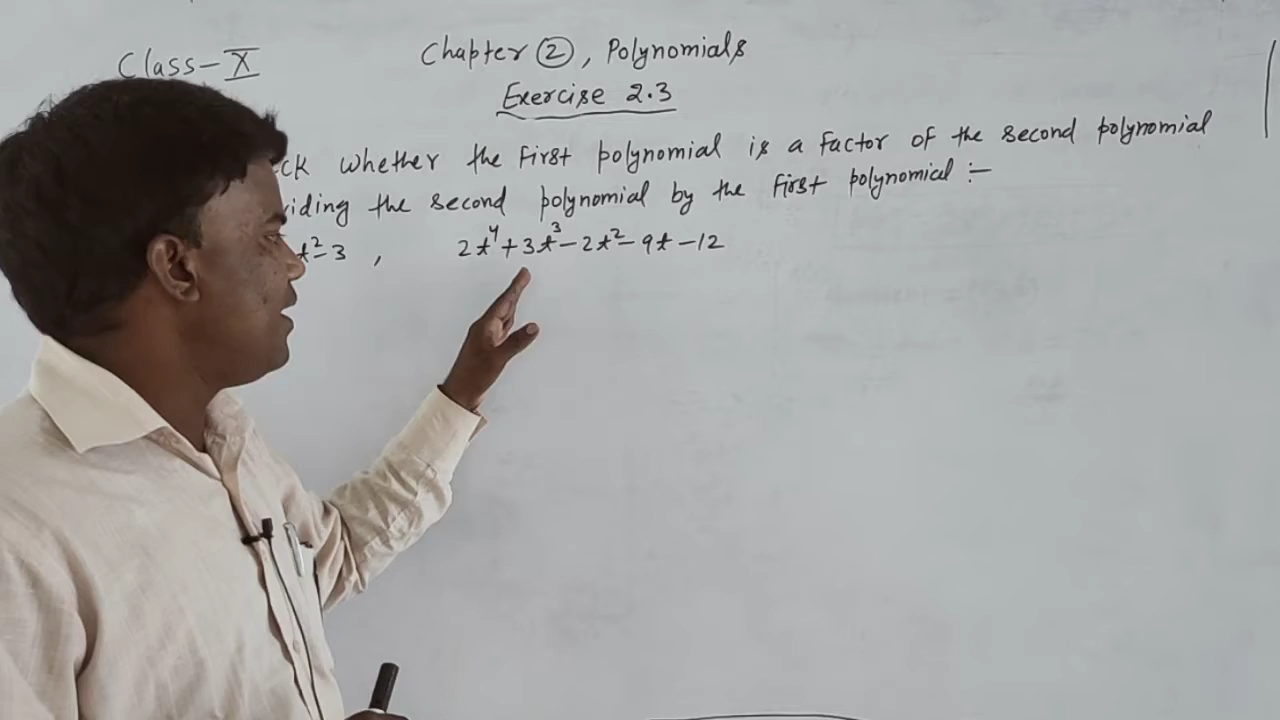 Class-X
Chapter ②, Polynomials
Exercise 2.3
ck whether the first polynomial is a factor of the second polynomial
iding the second polynomial by the first polynomial :-
t²-3 , 2t⁴+3t³-2t²-9t-12